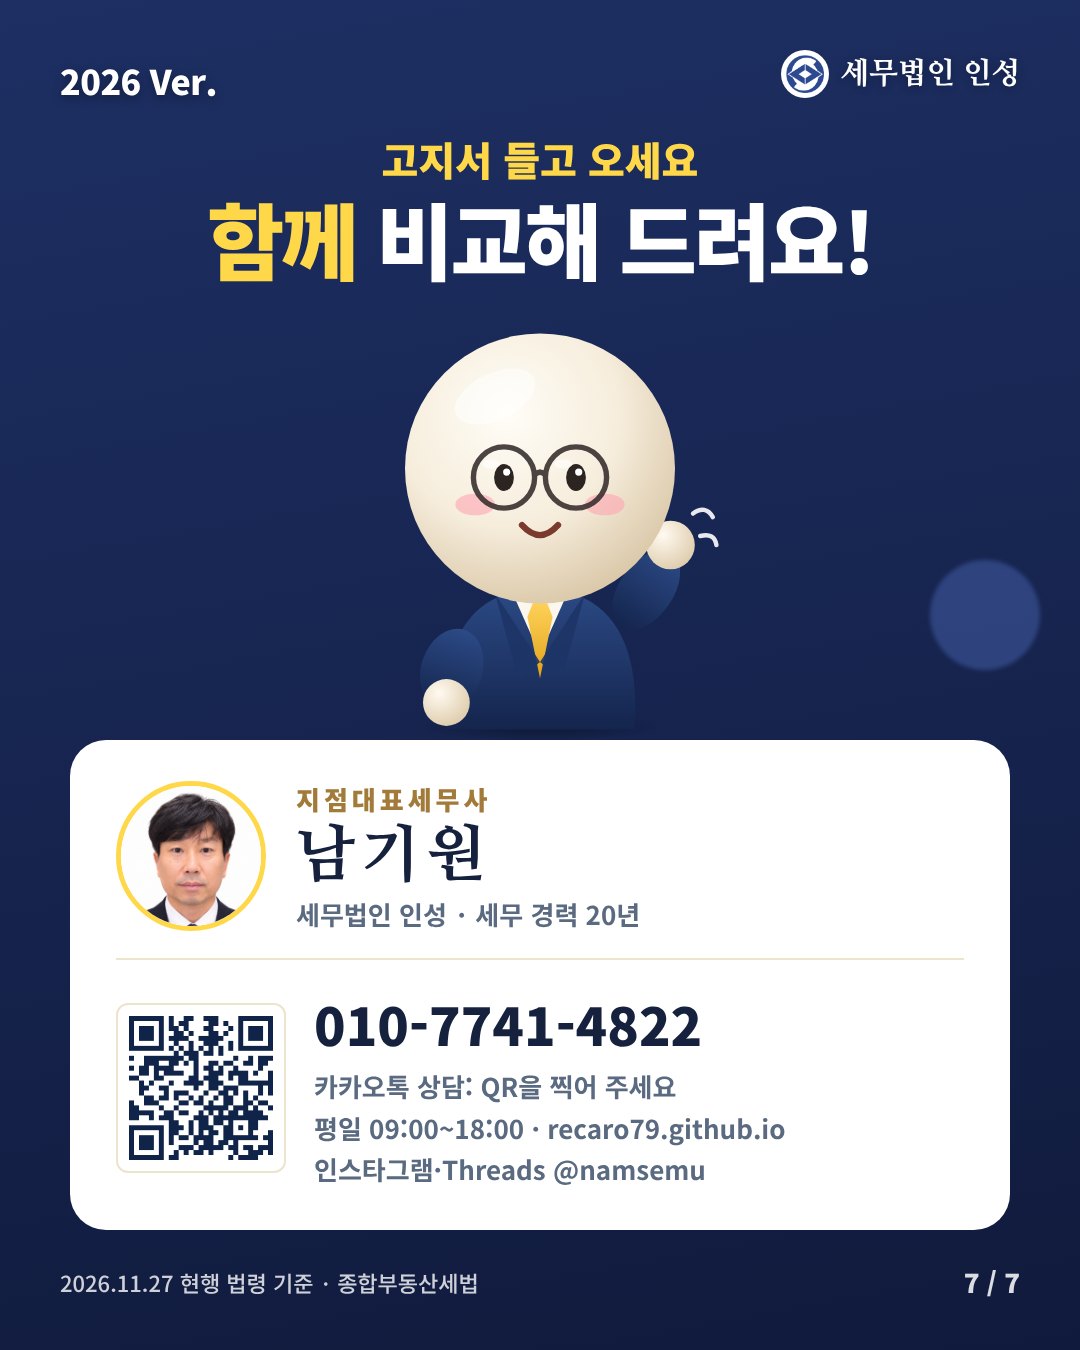 2026 Ver.
세무법인 인성
고지서 들고 오세요
함께 비교해 드려요!
지점대표세무사
남기원
세무법인 인성 · 세무 경력 20년
010-7741-4822
카카오톡 상담: QR을 찍어 주세요
평일 09:00~18:00 · recaro79.github.io
인스타그램·Threads @namsemu
2026.11.27 현행 법령 기준 · 종합부동산세법
7 / 7